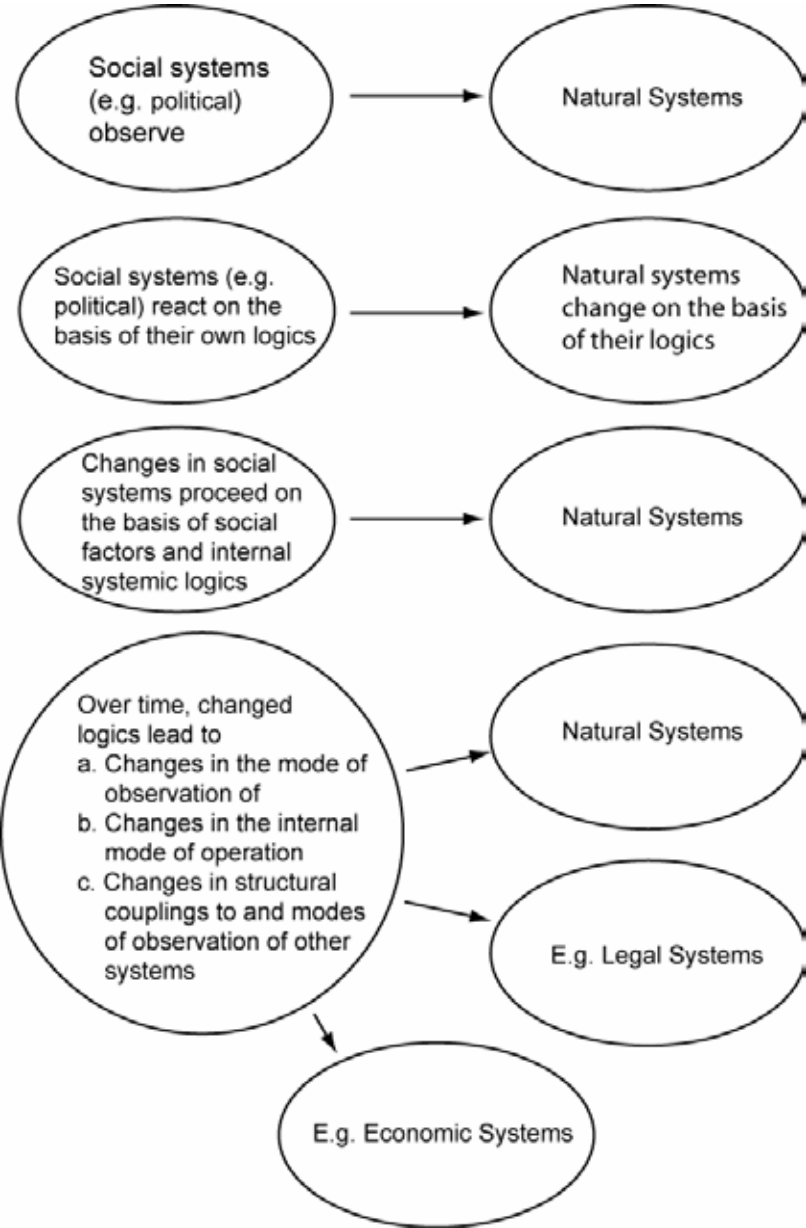 Social systems
(e.g. political)
observe
Natural Systems
Social systems (e.g.
political) react on the
basis of their own logics
Natural systems
change on the basis
of their logics
Changes in social
systems proceed on
the basis of social
factors and internal
systemic logics
Natural Systems
Over time, changed
logics lead to
a. Changes in the mode of
observation of
b. Changes in the internal
mode of operation
c. Changes in structural
couplings to and modes
of observation of other
systems
Natural Systems
E.g. Legal Systems
E.g. Economic Systems